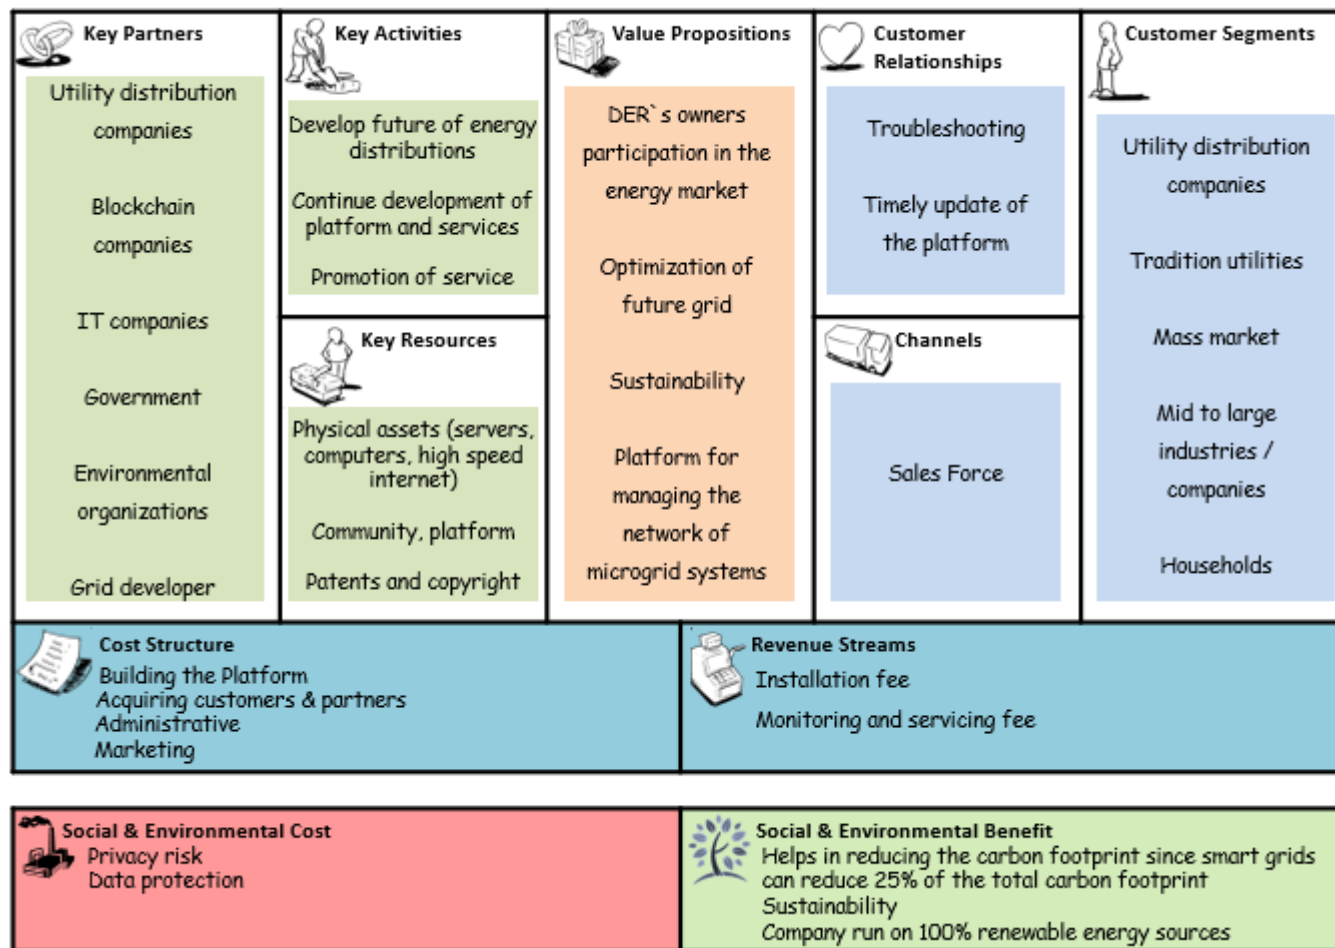 Key Partners
Utility distribution
companies
Blockchain
companies
IT companies
Government
Environmental
organizations
Grid developer
Key Activities
Develop future of energy
distributions
Continue development of
platform and services
Promotion of service
Key Resources
Physical assets (servers,
computers, high speed
internet)
Community, platform
Patents and copyright
Value Propositions
DER`s owners
participation in the
energy market
Optimization of
future grid
Sustainability
Platform for
managing the
network of
microgrid systems
Customer
Relationships
Troubleshooting
Timely update of
the platform
Channels
Sales Force
Customer Segments
Utility distribution
companies
Tradition utilities
Mass market
Mid to large
industries /
companies
Households
Cost Structure
Building the Platform
Acquiring customers & partners
Administrative
Marketing
Revenue Streams
Installation fee
Monitoring and servicing fee
Social & Environmental Cost
Privacy risk
Data protection
Social & Environmental Benefit
Helps in reducing the carbon footprint since smart grids
can reduce 25% of the total carbon footprint
Sustainability
Company run on 100% renewable energy sources